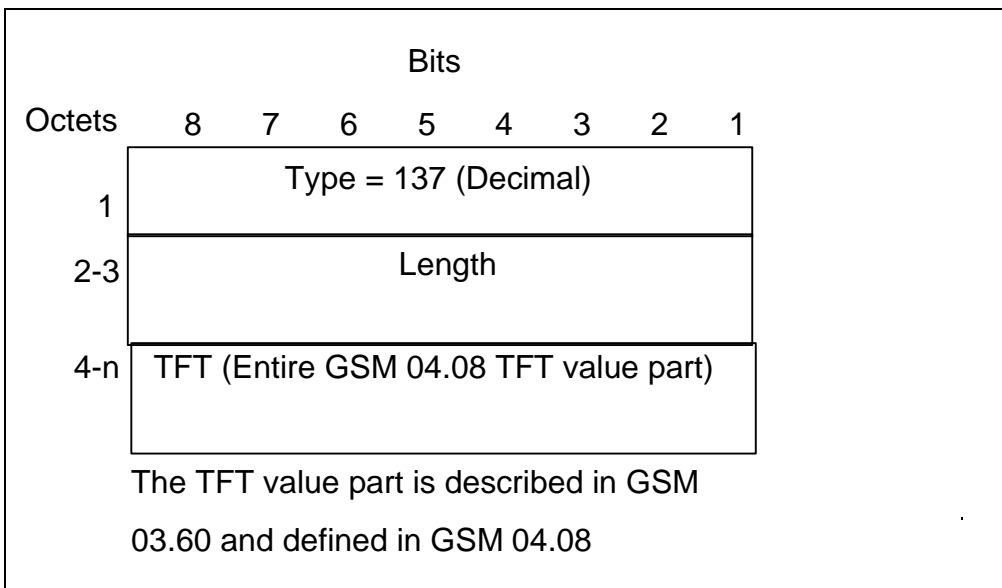 Bits
Octets 8 7 6 5 4 3 2 1
1 Type = 137 (Decimal)
2-3 Length
4-n TFT (Entire GSM 04.08 TFT value part)
The TFT value part is described in GSM
03.60 and defined in GSM 04.08
.